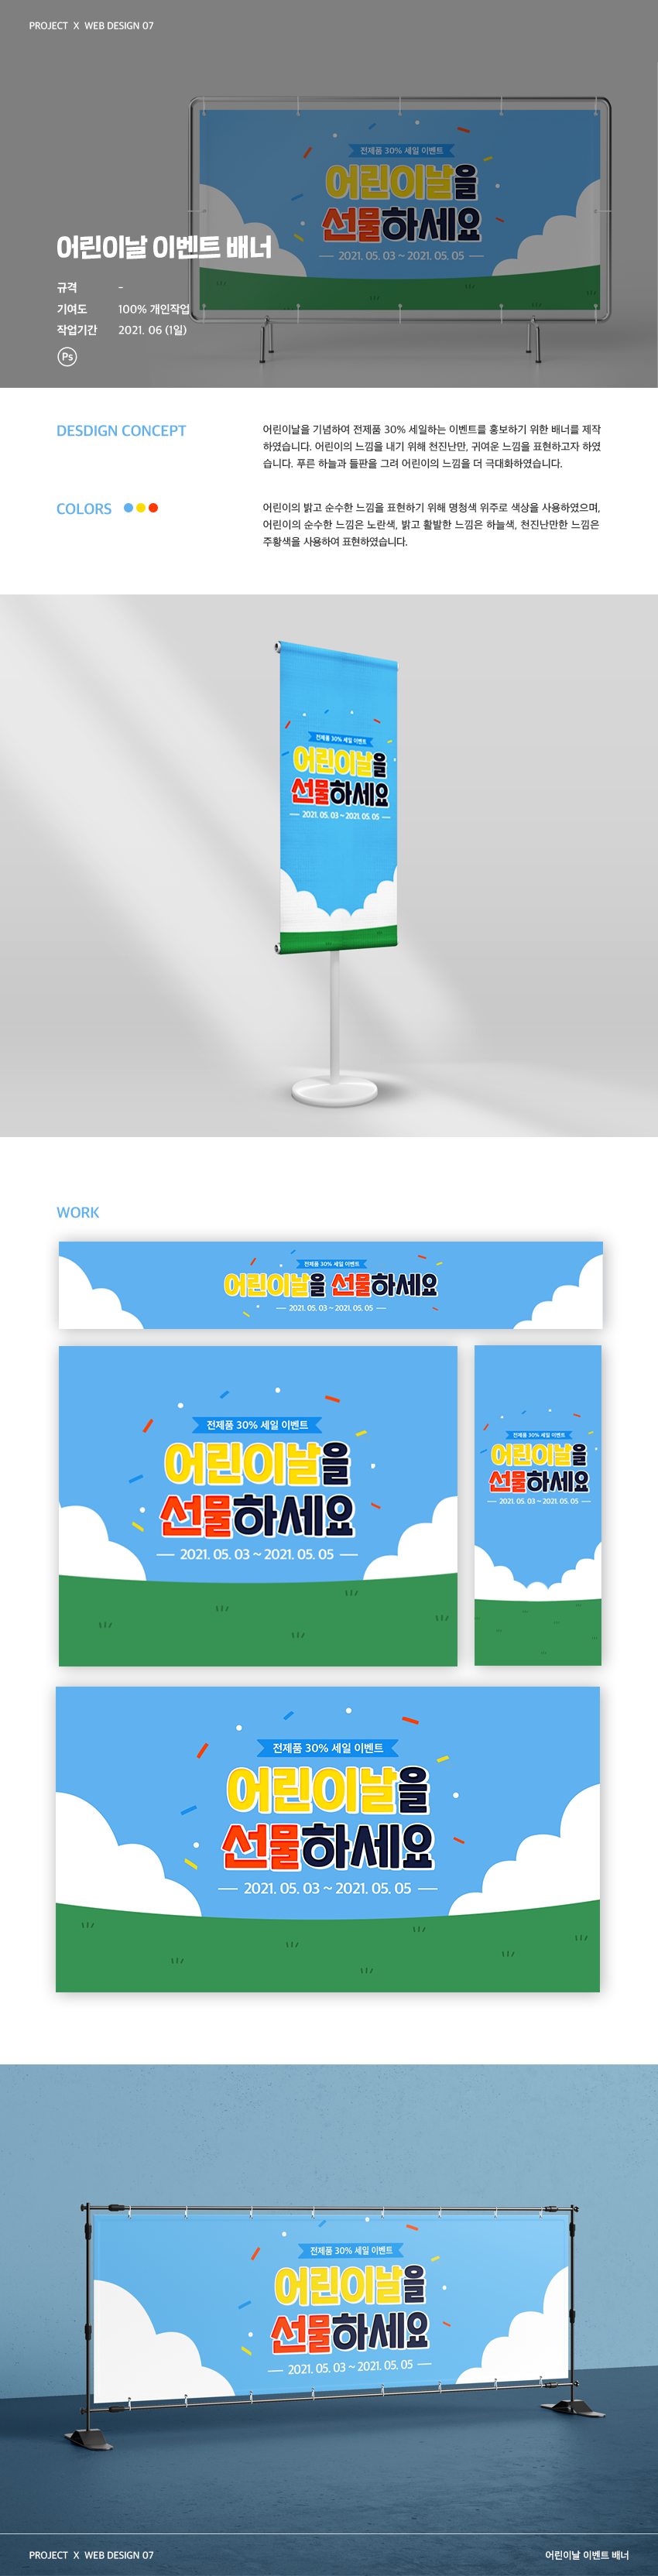 PROJECT X WEB DESIGN 07
전제품 30% 세일 이벤트
어린이날을
선물하세요
2021. 05. 03 ~ 2021. 05. 05
어린이날 이벤트 배너
규격 -
기여도 100% 개인작업
작업기간 2021. 06 (1일)
Ps
DESDIGN CONCEPT
어린이날을 기념하여 전제품 30% 세일하는 이벤트를 홍보하기 위한 배너를 제작
하였습니다. 어린이의 느낌을 내기 위해 천진난만, 귀여운 느낌을 표현하고자 하였
습니다. 푸른 하늘과 들판을 그려 어린이의 느낌을 더 극대화하였습니다.
COLORS
어린이의 밝고 순수한 느낌을 표현하기 위해 명청색 위주로 색상을 사용하였으며,
어린이의 순수한 느낌은 노란색, 밝고 활발한 느낌은 하늘색, 천진난만한 느낌은
주황색을 사용하여 표현하였습니다.
전제품 30% 세일 이벤트
어린이날을
선물하세요
2021. 05. 03 ~ 2021. 05. 05
WORK
전제품 30% 세일 이벤트
어린이날을 선물하세요
2021. 05. 03 ~ 2021. 05. 05
전제품 30% 세일 이벤트
어린이날을
선물하세요
2021. 05. 03 ~ 2021. 05. 05
전제품 30% 세일 이벤트
어린이날을
선물하세요
2021. 05. 03 ~ 2021. 05. 05
전제품 30% 세일 이벤트
어린이날을
선물하세요
2021. 05. 03 ~ 2021. 05. 05
전제품 30% 세일 이벤트
어린이날을
선물하세요
2021. 05. 03 ~ 2021. 05. 05
PROJECT X WEB DESIGN 07
어린이날 이벤트 배너